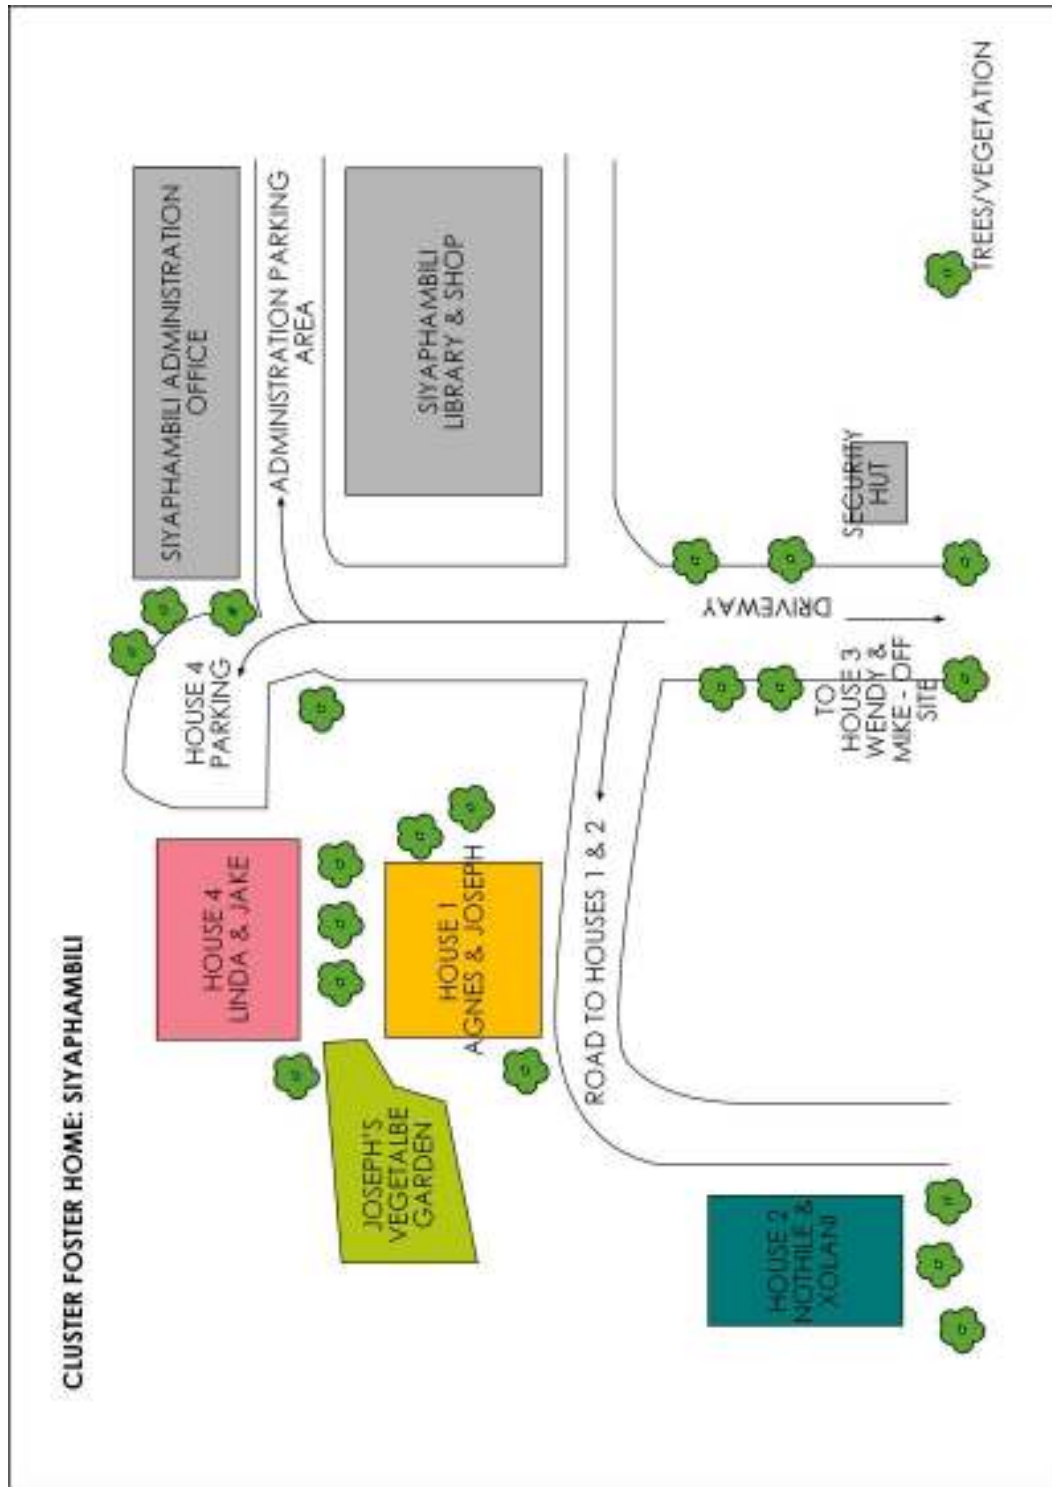 CLUSTER FOSTER HOME: SIYAPHAMBILI
HOUSE 4
LINDA & JAKE
HOUSE 4
PARKING
SIYAPHAMBILI ADMINISTRATION
OFFICE
ADMINISTRATION PARKING
AREA
JOSEPH'S
VEGETALBE
GARDEN
HOUSE 1
AGNES & JOSEPH
SIYAPHAMBILI
LIBRARY & SHOP
ROAD TO HOUSES 1 & 2
DRIVEWAY
HOUSE 2
NOTHILE &
XOLANI
TO
HOUSE 3
WENDY &
MIKE - OFF
SITE
SECURITY
HUT
TREES/VEGETATION